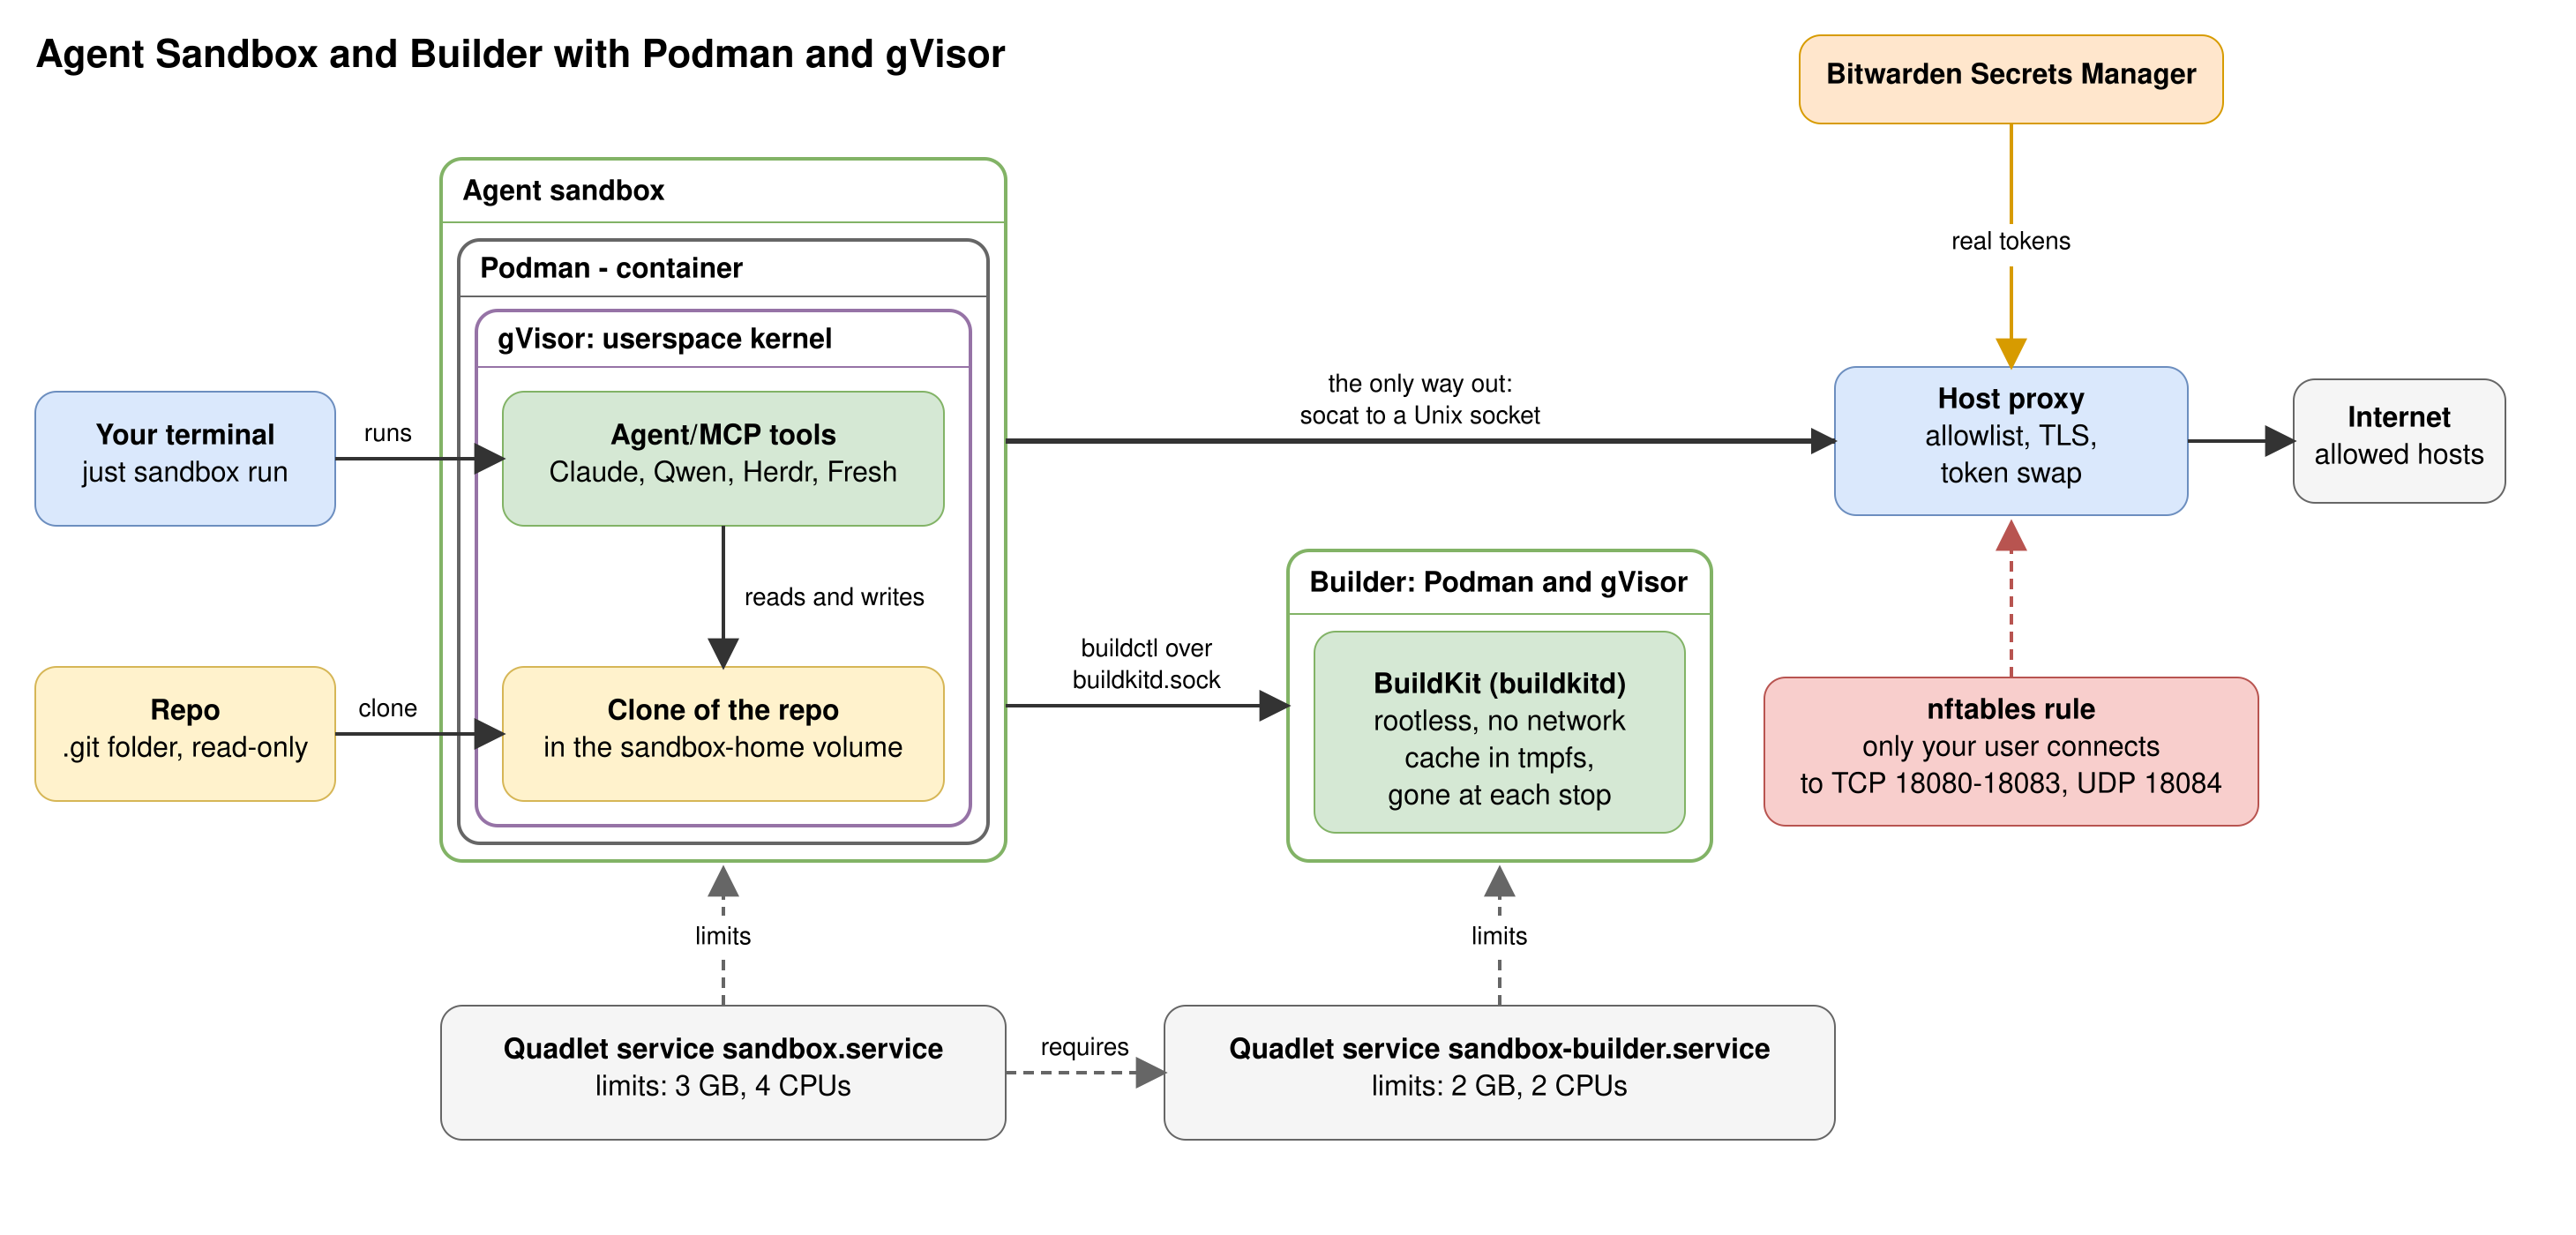 Agent Sandbox and Builder with Podman and gVisor
Bitwarden Secrets Manager
real tokens
Agent sandbox
Podman - container
gVisor: userspace kernel
Your terminal
just sandbox run
runs
Agent/MCP tools
Claude, Qwen, Herdr, Fresh
the only way out:
socat to a Unix socket
Host proxy
allowlist, TLS,
token swap
Internet
allowed hosts
reads and writes
Repo
.git folder, read-only
clone
Clone of the repo
in the sandbox-home volume
buildctl over
buildkitd.sock
Builder: Podman and gVisor
BuildKit (buildkitd)
rootless, no network
cache in tmpfs,
gone at each stop
nftables rule
only your user connects
to TCP 18080-18083, UDP 18084
limits
limits
Quadlet service sandbox.service
limits: 3 GB, 4 CPUs
requires
Quadlet service sandbox-builder.service
limits: 2 GB, 2 CPUs